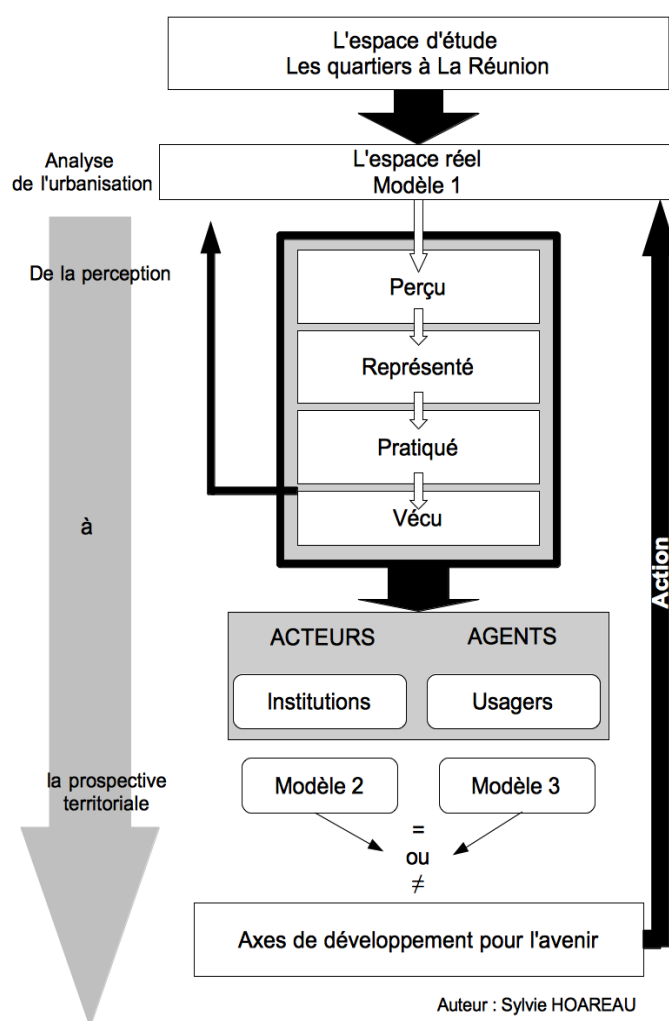 L'espace d'étude
Les quartiers à La Réunion
Analyse
de l'urbanisation
L'espace réel
Modèle 1
De la perception
Perçu
Représenté
Pratiqué
Vécu
à
Action
ACTEURS
AGENTS
Institutions
Usagers
la prospective
territoriale
Modèle 2
Modèle 3
=
ou
≠
Axes de développement pour l'avenir
Auteur : Sylvie HOAREAU